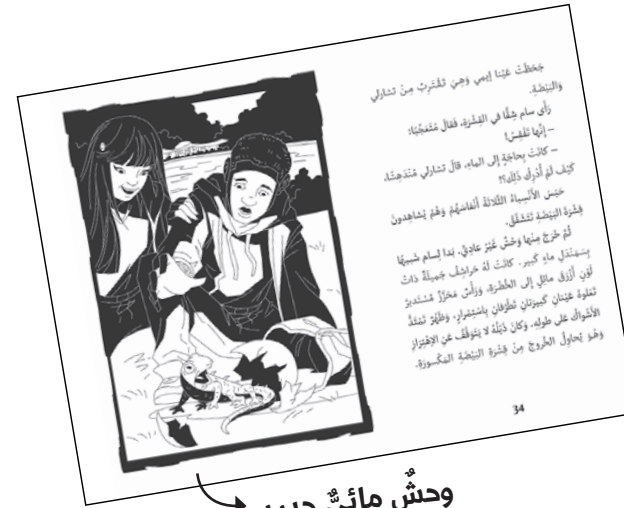 جَحَظَتْ عَيْنا إيمي وَهِيَ تَقْتَرِبُ مِنْ تشارلي
وَالبَيْضَةِ.
رَأى سام شِقًّا في القِشْرَةِ، فَقالَ مُتَعَجِّبًا:
– إنَّها تَفْقِسُ!
– كانَتْ بِحاجَةٍ إلى الماءِ، قالَ تشارلي مُنْدَهِشًا،
كَيْفَ لَمْ أُدْرِكْ ذَلِكَ؟!
حَبَسَ الأَنْسِباءُ الثَّلاثَةُ أَنْفاسَهُمْ وَهُمْ يُشاهِدونَ
قِشْرَةَ البَيْضَةِ تَتَشَقَّقُ.
ثُمَّ خَرَجَ مِنْها وَحْشٌ غَيْرُ عادِيٍّ، بَدا لِسام شَبيهًا
بِسَمَنْدَلِ ماءٍ كَبيرٍ. كانَتْ لَهُ حَراشِفُ جَميلَةٌ ذاتُ
لَوْنٍ أَزْرَقَ مائِلٍ إلى الخُضْرَةِ، وَرَأْسٌ مُخَزَّزٌ مُسْتَديرٌ
تَعْلوهُ عَيْنانِ كَبيرَتانِ تَطْرِفانِ بِاسْتِمْرارٍ، وَظَهْرٌ تَمْتَدُّ
الأَشْواكُ عَلى طولِهِ. وَكانَ ذَيْلُهُ لا يَتَوَقَّفُ عَنِ الاهْتِزازِ
وَهُوَ يُحاوِلُ الخُروجَ مِنْ قِشْرَةِ البَيْضَةِ المَكْسورَةِ.
34
وحشٌ مائيٌّ